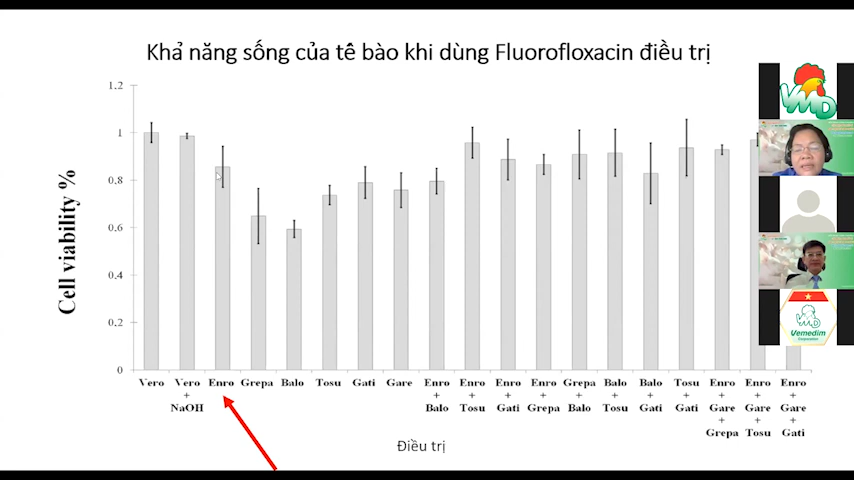 Khả năng sống của tế bào khi dùng Fluorofloxacin điều trị
Cell viability %
1.2
1
0.8
0.6
0.4
0.2
0
Vero
Vero + NaOH
Enro
Grepa
Balo
Tosu
Gati
Gare
Enro + Balo
Enro + Tosu
Enro + Gati
Enro + Grepa
Grepa + Balo
Balo + Tosu
Balo + Gati
Tosu + Gati
Enro + Gare + Grepa
Enro + Gare + Tosu
Enro + Gare + Gati
Điều trị
VMD
VMD
Vemedim
Corporation